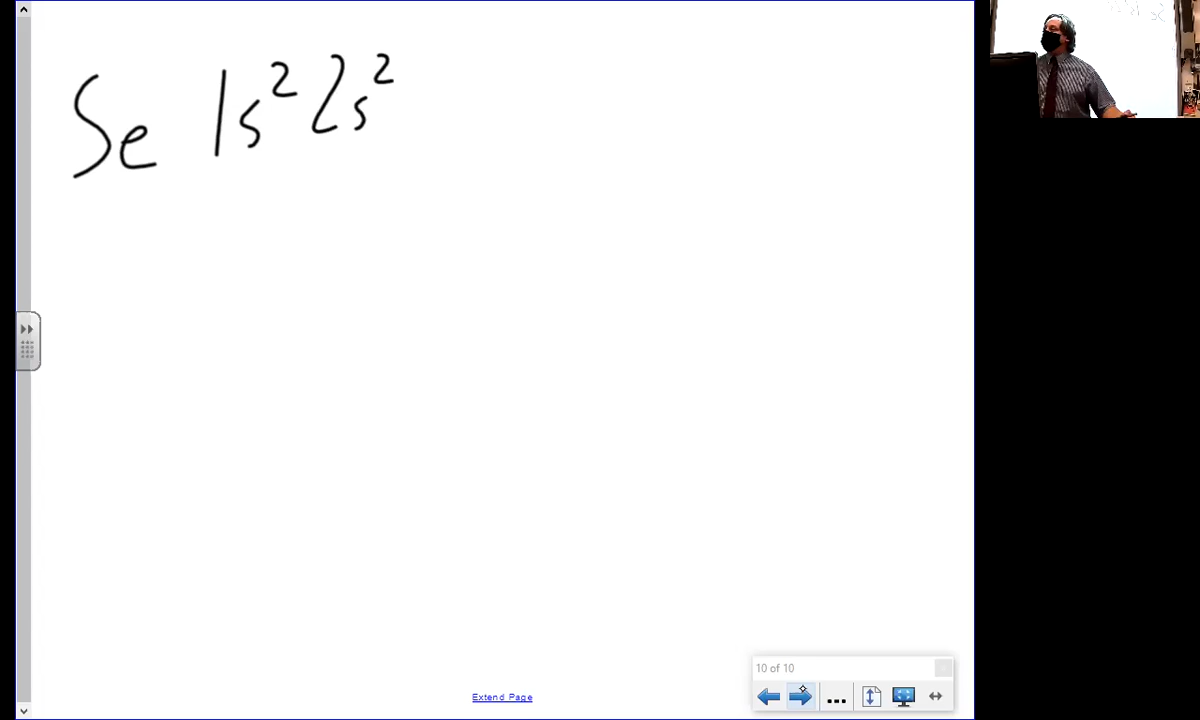 Se 1s² 2s²
10 of 10
Extend Page